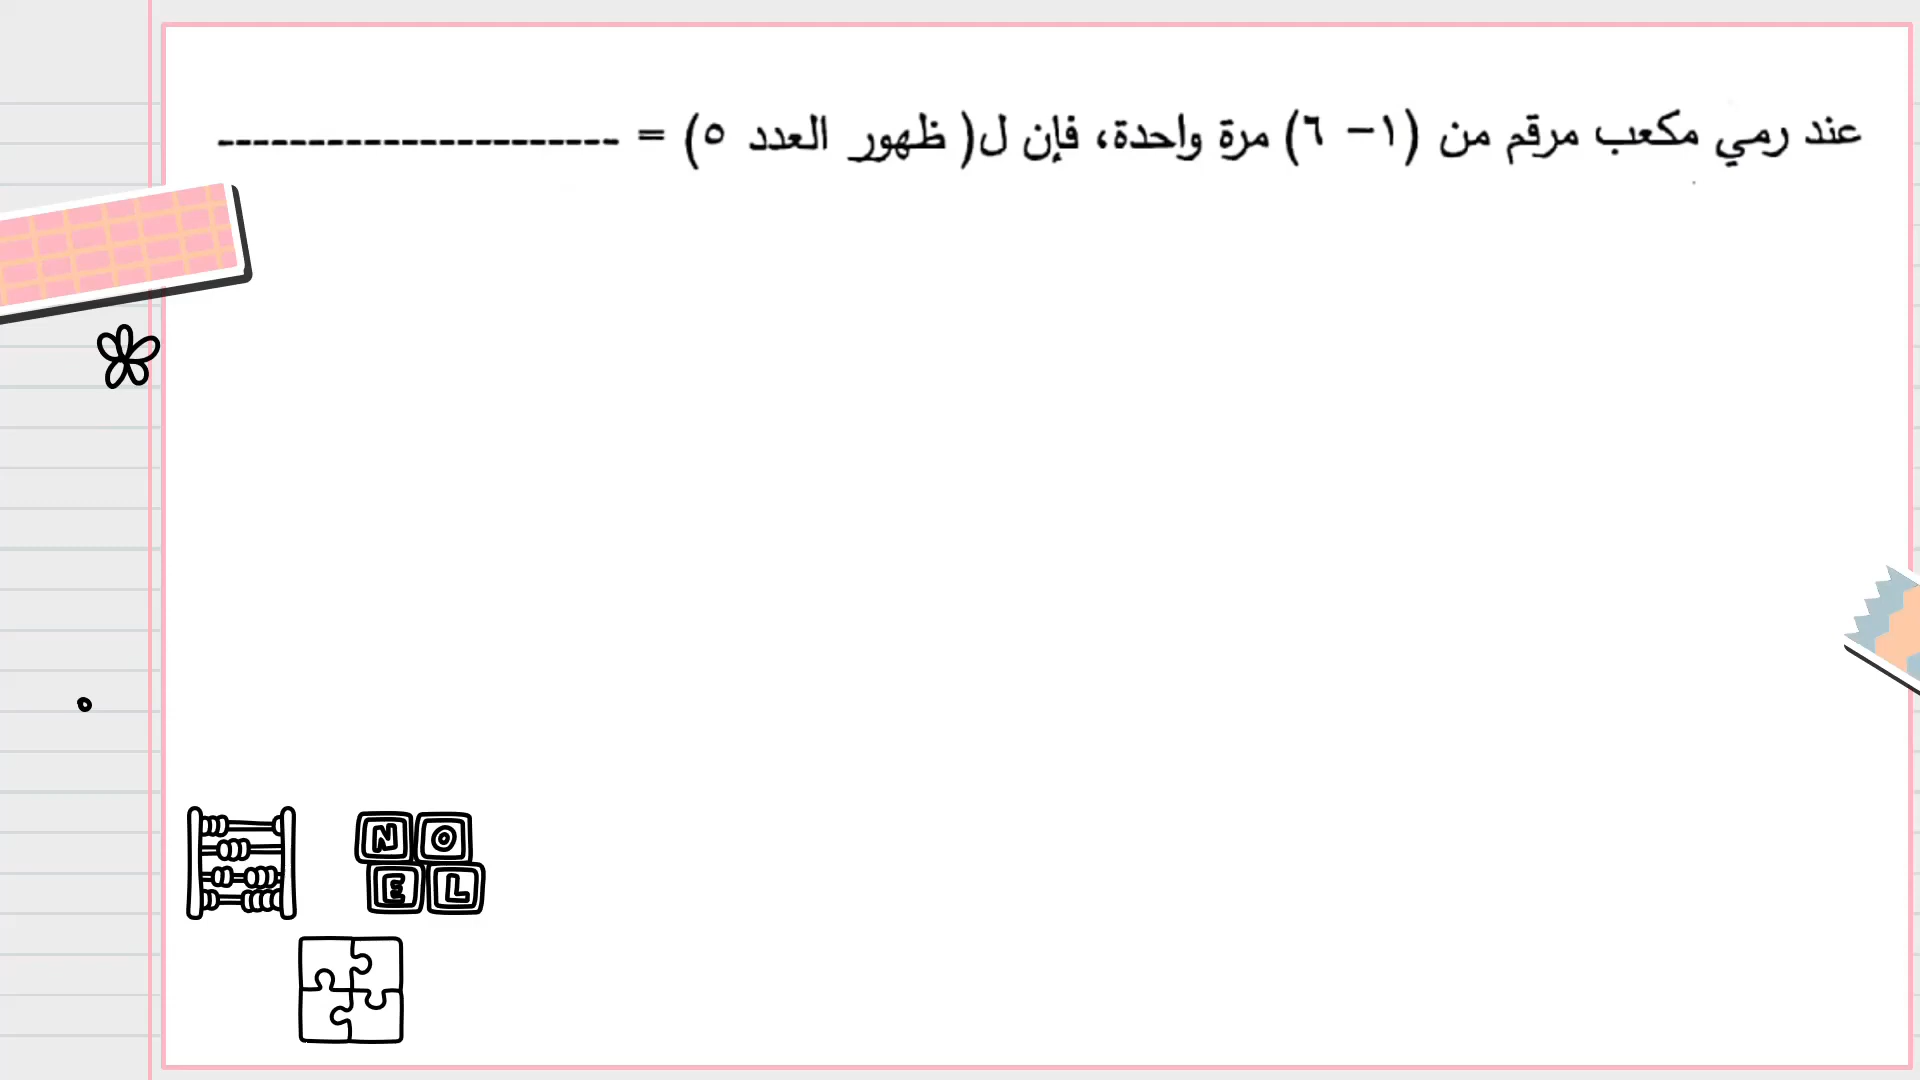 عند رمي مكعب مرقم من (١– ٦) مرة واحدة، فإن ل( ظهور العدد ٥) = ----------------------
N O
E L